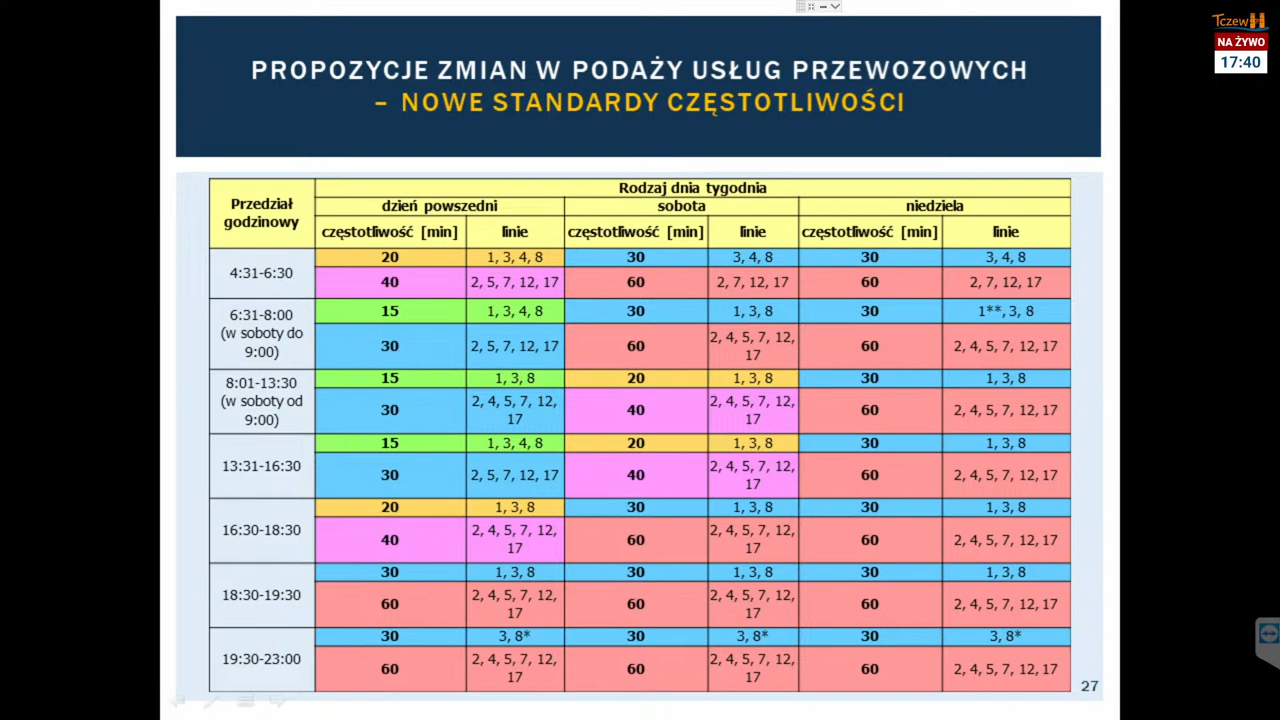 Tczew
NA ŻYWO
17:40
PROPOZYCJE ZMIAN W PODAŻY USŁUG PRZEWOZOWYCH
– NOWE STANDARDY CZĘSTOTLIWOŚCI
Przedział godzinowy Rodzaj dnia tygodnia
dzień powszedni sobota niedziela
częstotliwość [min] linie częstotliwość [min] linie częstotliwość [min] linie
4:31-6:30 20 1, 3, 4, 8 30 3, 4, 8 30 3, 4, 8
40 2, 5, 7, 12, 17 60 2, 7, 12, 17 60 2, 7, 12, 17
6:31-8:00 (w soboty do 9:00) 15 1, 3, 4, 8 30 1, 3, 8 30 1**, 3, 8
30 2, 5, 7, 12, 17 60 2, 4, 5, 7, 12, 17 60 2, 4, 5, 7, 12, 17
8:01-13:30 (w soboty od 9:00) 15 1, 3, 8 20 1, 3, 8 30 1, 3, 8
30 2, 4, 5, 7, 12, 17 40 2, 4, 5, 7, 12, 17 60 2, 4, 5, 7, 12, 17
13:31-16:30 15 1, 3, 4, 8 20 1, 3, 8 30 1, 3, 8
30 2, 5, 7, 12, 17 40 2, 4, 5, 7, 12, 17 60 2, 4, 5, 7, 12, 17
16:30-18:30 20 1, 3, 8 30 1, 3, 8 30 1, 3, 8
40 2, 4, 5, 7, 12, 17 60 2, 4, 5, 7, 12, 17 60 2, 4, 5, 7, 12, 17
18:30-19:30 30 1, 3, 8 30 1, 3, 8 30 1, 3, 8
60 2, 4, 5, 7, 12, 17 60 2, 4, 5, 7, 12, 17 60 2, 4, 5, 7, 12, 17
19:30-23:00 30 3, 8* 30 3, 8* 30 3, 8*
60 2, 4, 5, 7, 12, 17 60 2, 4, 5, 7, 12, 17 60 2, 4, 5, 7, 12, 17
27